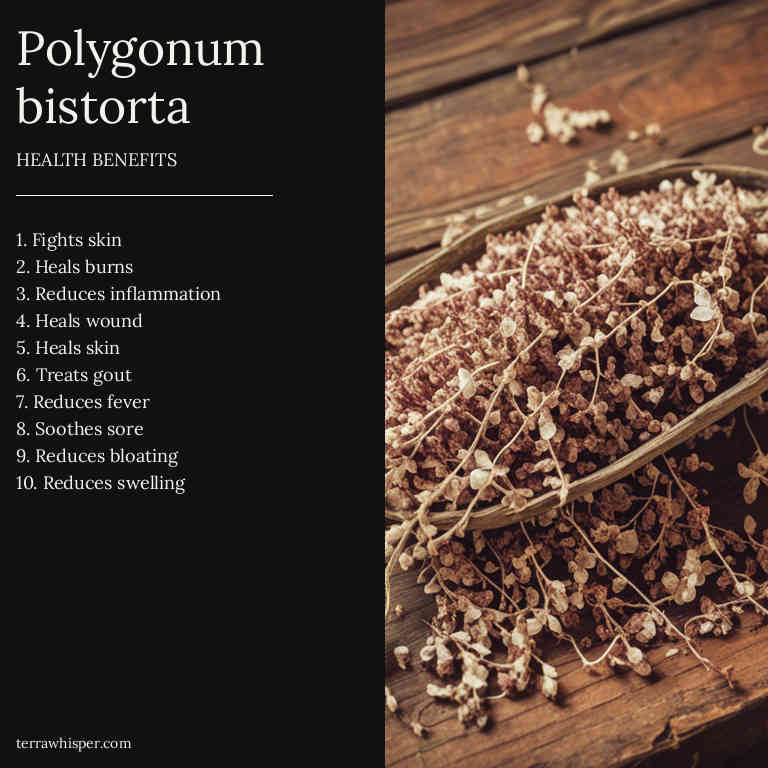 Polygonum
bistorta
HEALTH BENEFITS
1. Fights skin
2. Heals burns
3. Reduces inflammation
4. Heals wound
5. Heals skin
6. Treats gout
7. Reduces fever
8. Soothes sore
9. Reduces bloating
10. Reduces swelling
terrawhisper.com